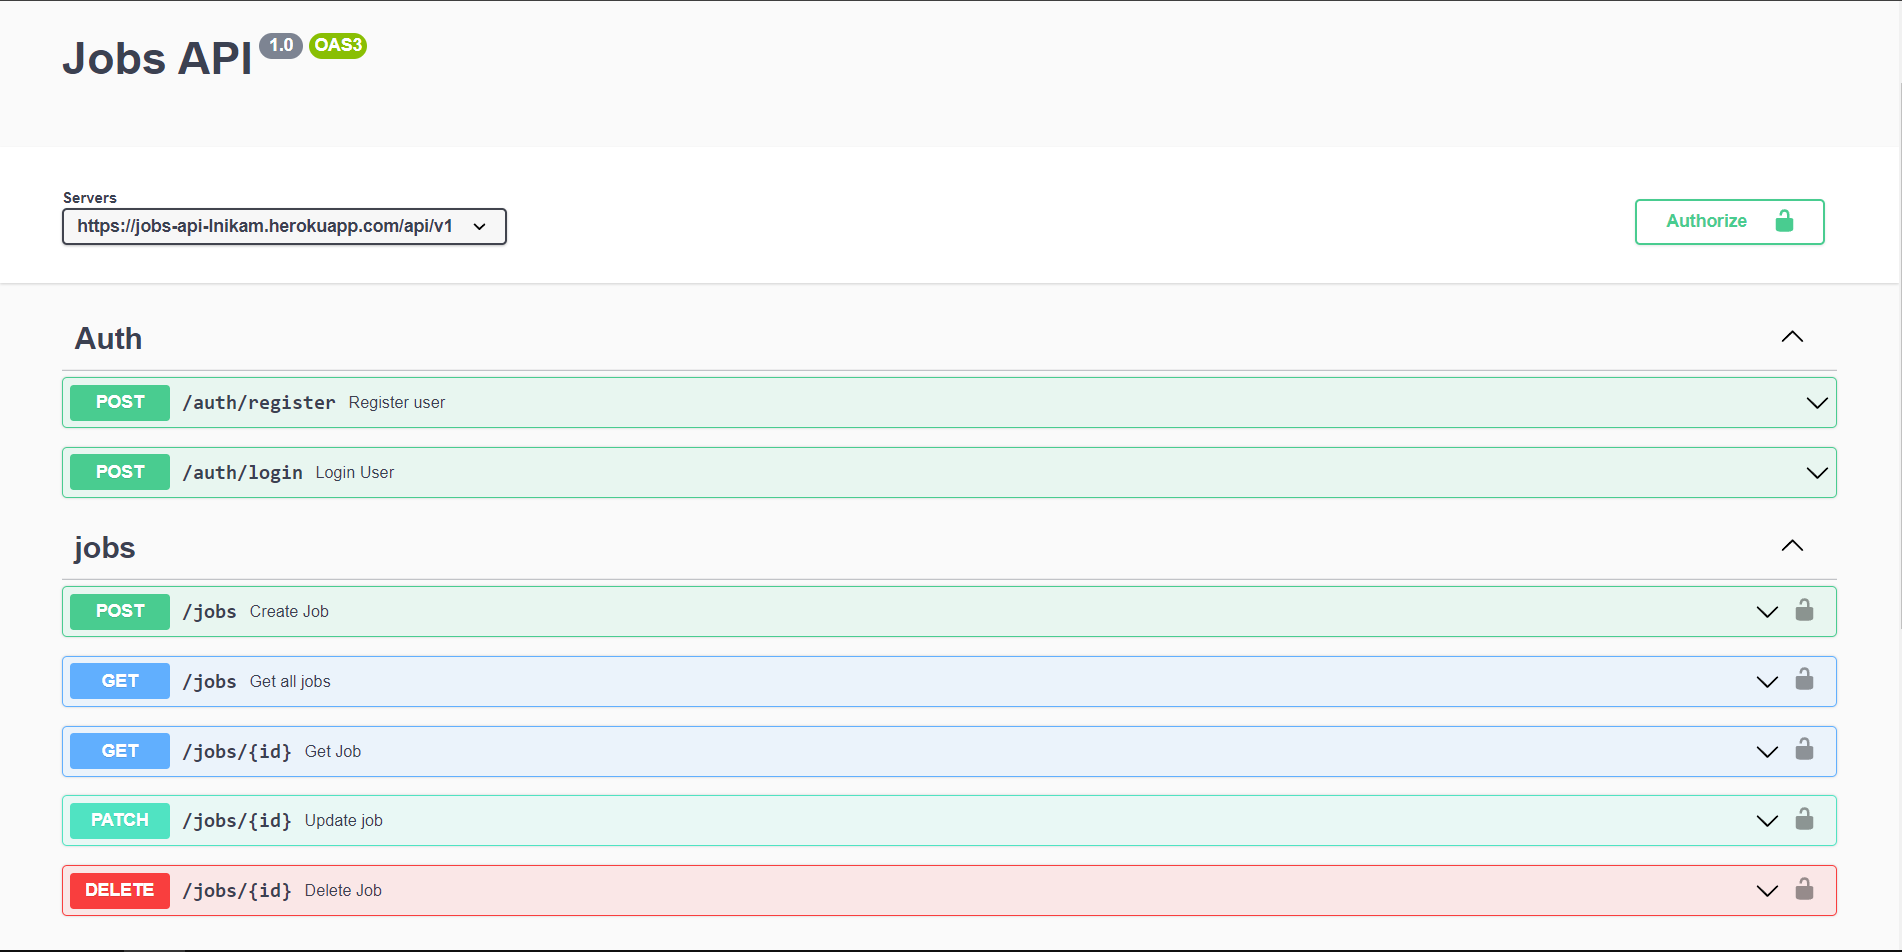 Jobs API 1.0 OAS3
Servers
https://jobs-api-lnikam.herokuapp.com/api/v1
Authorize
Auth
POST /auth/register Register user
POST /auth/login Login User
jobs
POST /jobs Create Job
GET /jobs Get all jobs
GET /jobs/{id} Get Job
PATCH /jobs/{id} Update job
DELETE /jobs/{id} Delete Job